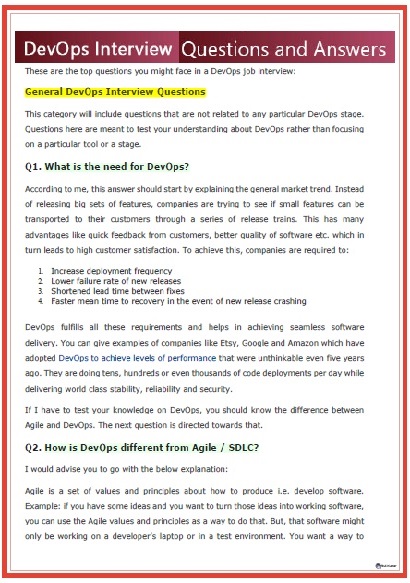 DevOps Interview Questions and Answers
These are the top questions you might face in a DevOps job interview:
General DevOps Interview Questions
This category will include questions that are not related to any particular DevOps stage.
Questions here are meant to test your understanding about DevOps rather than focusing
on a particular tool or a stage.
Q1. What is the need for DevOps?
According to me, this answer should start by explaining the general market trend. Instead
of releasing big sets of features, companies are trying to see if small features can be
transported to their customers through a series of release trains. This has many
advantages like quick feedback from customers, better quality of software etc. which in
turn leads to high customer satisfaction. To achieve this, companies are required to:
1. Increase deployment frequency
2. Lower failure rate of new releases
3. Shortened lead time between fixes
4. Faster mean time to recovery in the event of new release crashing
DevOps fulfills all these requirements and helps in achieving seamless software
delivery. You can give examples of companies like Etsy, Google and Amazon which have
adopted DevOps to achieve levels of performance that were unthinkable even five years
ago. They are doing tens, hundreds or even thousands of code deployments per day while
delivering world class stability, reliability and security.
If I have to test your knowledge on DevOps, you should know the difference between
Agile and DevOps. The next question is directed towards that.
Q2. How is DevOps different from Agile / SDLC?
I would advise you to go with the below explanation:
Agile is a set of values and principles about how to produce i.e. develop software.
Example: if you have some ideas and you want to turn those ideas into working software,
you can use the Agile values and principles as a way to do that. But, that software might
only be working on a developer's laptop or in a test environment. You want a way to